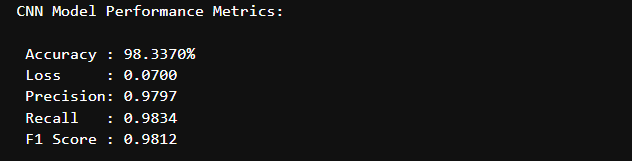 CNN Model Performance Metrics:
Accuracy : 98.3370%
Loss     : 0.0700
Precision: 0.9797
Recall   : 0.9834
F1 Score : 0.9812